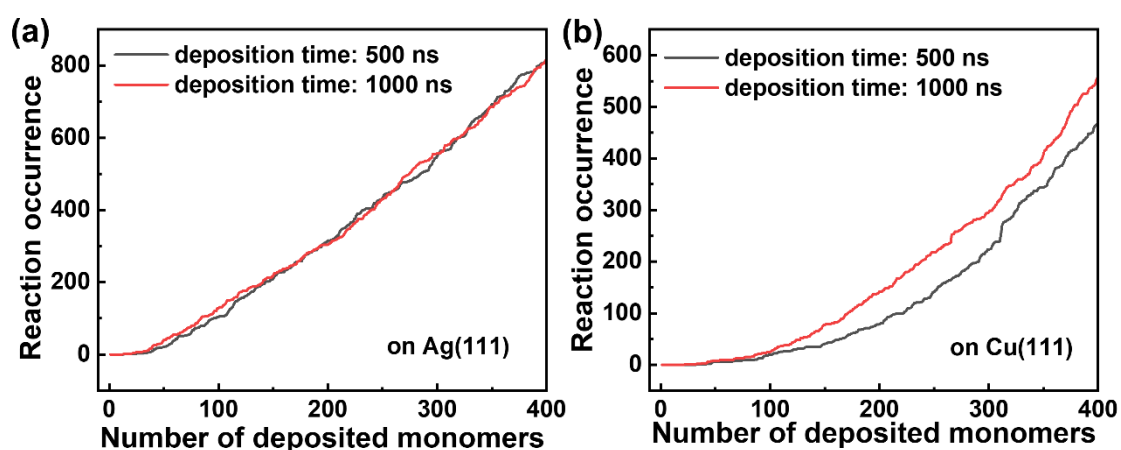 (a)
deposition time: 500 ns
deposition time: 1000 ns
800
600
400
200
0
Reaction occurrence
on Ag(111)
0 100 200 300 400
Number of deposited monomers
(b)
deposition time: 500 ns
deposition time: 1000 ns
600
500
400
300
200
100
0
Reaction occurrence
on Cu(111)
0 100 200 300 400
Number of deposited monomers